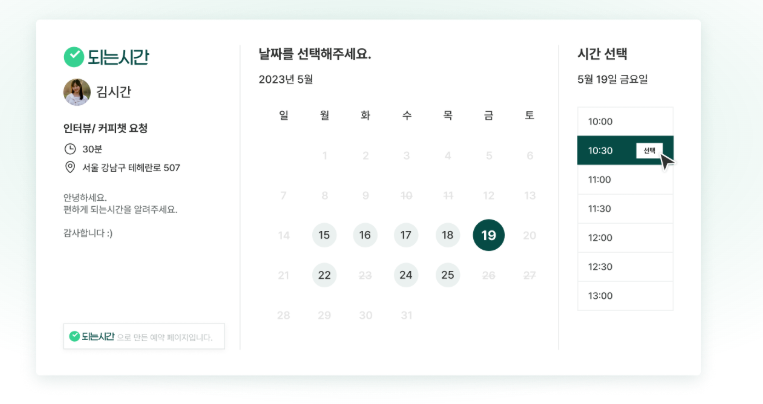 되는시간
김시간
인터뷰/ 커피챗 요청
30분
서울 강남구 테헤란로 507
안녕하세요.
편하게 되는시간을 알려주세요.
감사합니다 :)
되는시간 으로 만든 예약 페이지입니다.
날짜를 선택해주세요.
2023년 5월
일 월 화 수 목 금 토
1 2 3 4 5 6
7 8 9 10 11 12 13
14 15 16 17 18 19 20
21 22 23 24 25 26 27
28 29 30 31
시간 선택
5월 19일 금요일
10:00
10:30 선택
11:00
11:30
12:00
12:30
13:00